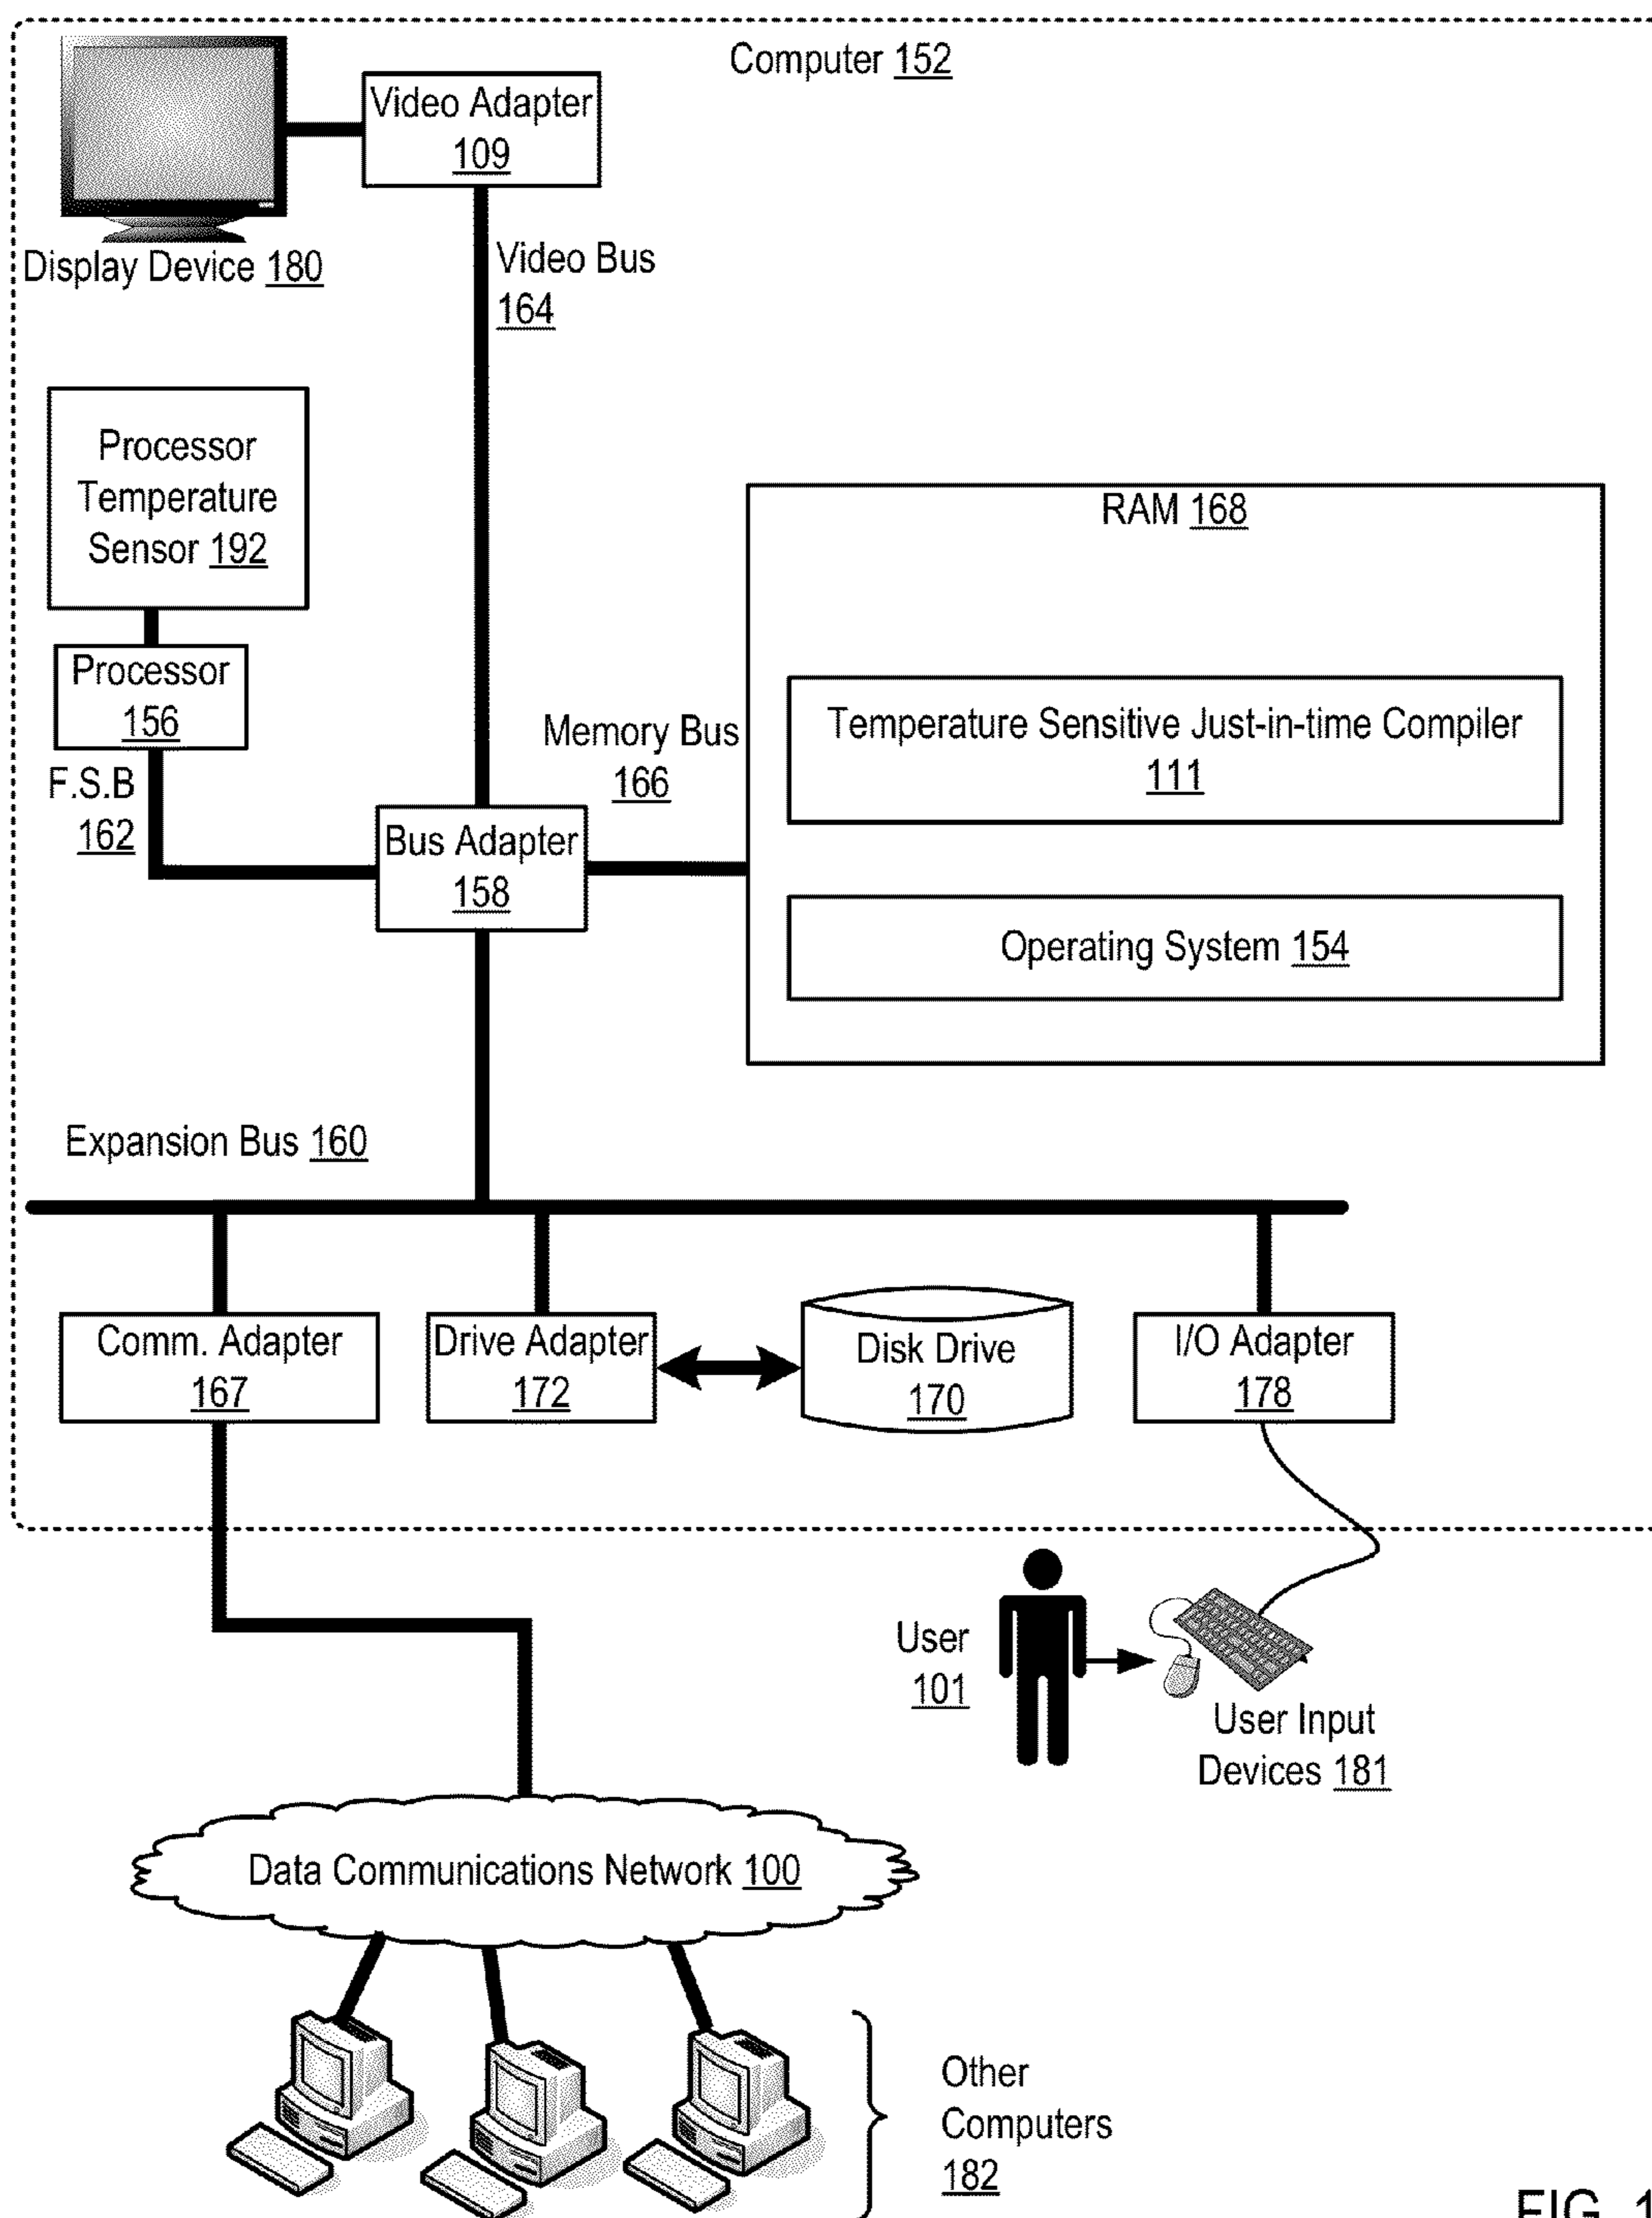 Computer 152
Video Adapter
109
Display Device 180
Video Bus
164
Processor
Temperature
Sensor 192
RAM 168
Processor
156
Temperature Sensitive Just-in-time Compiler
111
Memory Bus
166
F.S.B
162
Bus Adapter
158
Operating System 154
Expansion Bus 160
Comm. Adapter
167
Drive Adapter
172
Disk Drive
170
I/O Adapter
178
User
101
User Input
Devices 181
Data Communications Network 100
Other
Computers
182
FIG. 1